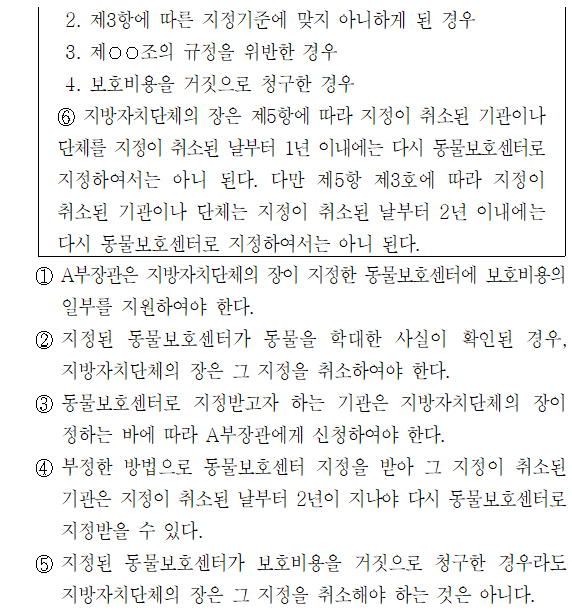 2. 제3항에 따른 지정기준에 맞지 아니하게 된 경우
3. 제○○조의 규정을 위반한 경우
4. 보호비용을 거짓으로 청구한 경우
⑥ 지방자치단체의 장은 제5항에 따라 지정이 취소된 기관이나
단체를 지정이 취소된 날부터 1년 이내에는 다시 동물보호센터로
지정하여서는 아니 된다. 다만 제5항 제3호에 따라 지정이
취소된 기관이나 단체는 지정이 취소된 날부터 2년 이내에는
다시 동물보호센터로 지정하여서는 아니 된다.
① A부장관은 지방자치단체의 장이 지정한 동물보호센터에 보호비용의
일부를 지원하여야 한다.
② 지정된 동물보호센터가 동물을 학대한 사실이 확인된 경우,
지방자치단체의 장은 그 지정을 취소하여야 한다.
③ 동물보호센터로 지정받고자 하는 기관은 지방자치단체의 장이
정하는 바에 따라 A부장관에게 신청하여야 한다.
④ 부정한 방법으로 동물보호센터 지정을 받아 그 지정이 취소된
기관은 지정이 취소된 날부터 2년이 지나야 다시 동물보호센터로
지정받을 수 있다.
⑤ 지정된 동물보호센터가 보호비용을 거짓으로 청구한 경우라도
지방자치단체의 장은 그 지정을 취소해야 하는 것은 아니다.